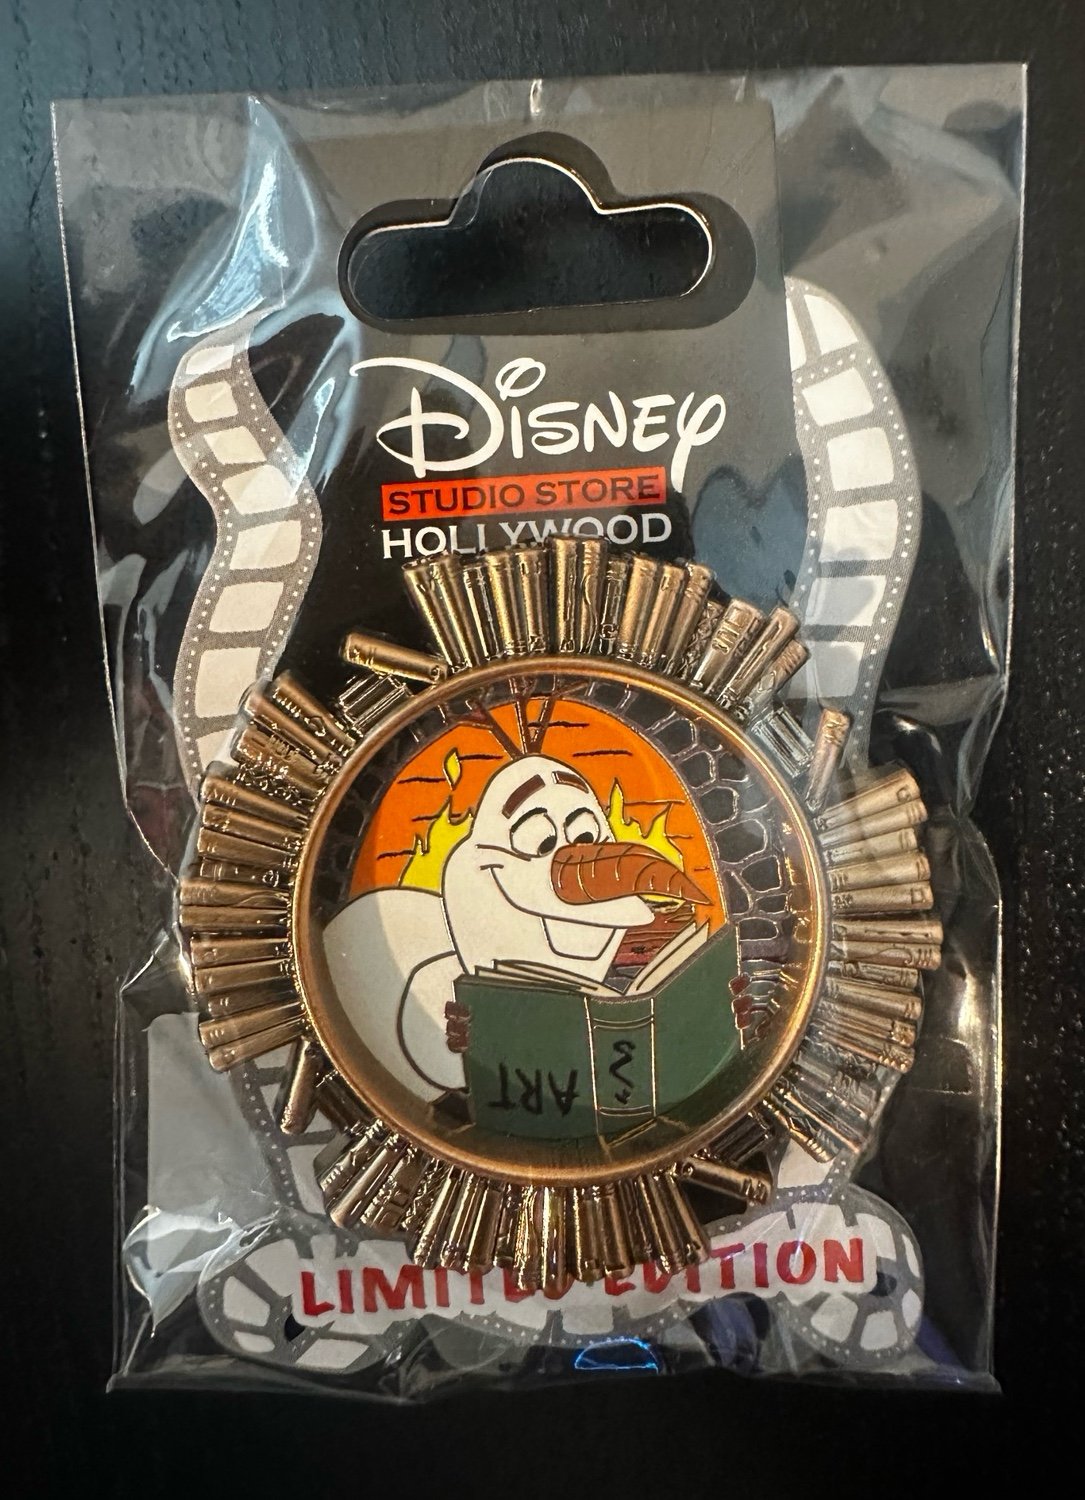 Disney
STUDIO STORE
HOLLYWOOD
ART
LIMITED EDITION